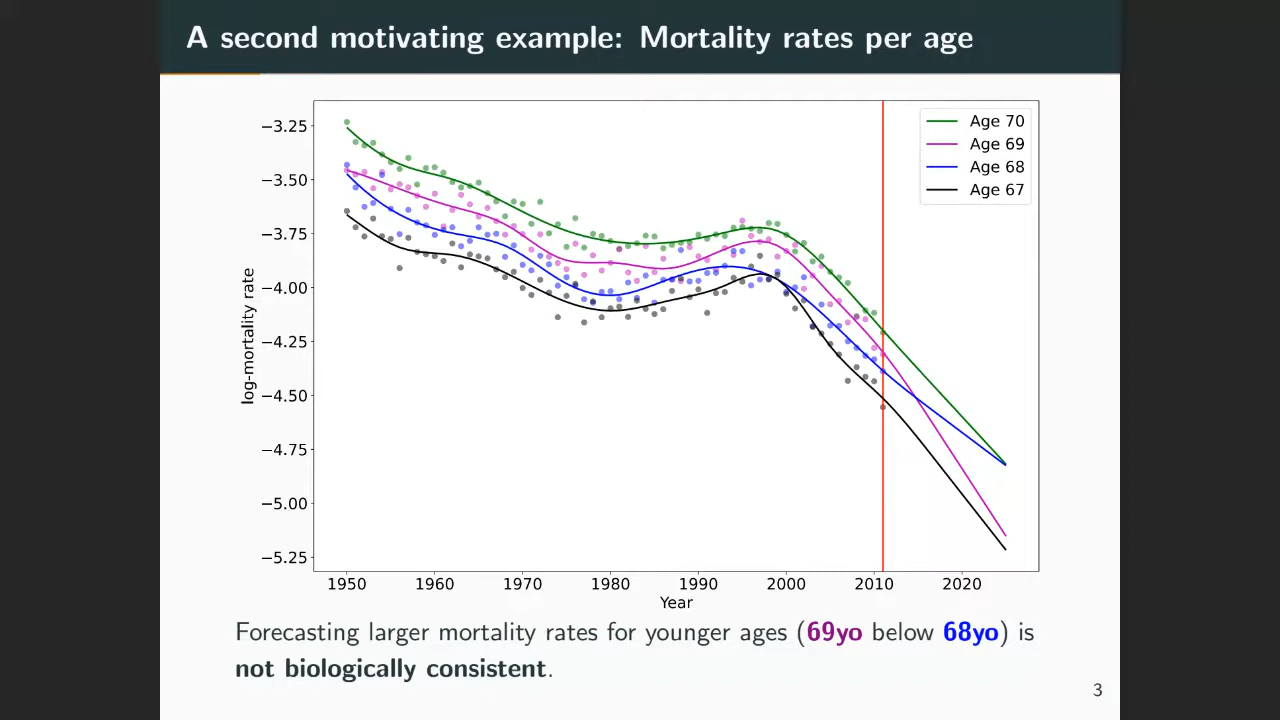 A second motivating example: Mortality rates per age
Age 70
Age 69
Age 68
Age 67
log-mortality rate
−3.25
−3.50
−3.75
−4.00
−4.25
−4.50
−4.75
−5.00
−5.25
1950 1960 1970 1980 1990 2000 2010 2020
Year
Forecasting larger mortality rates for younger ages (69yo below 68yo) is
not biologically consistent.
3